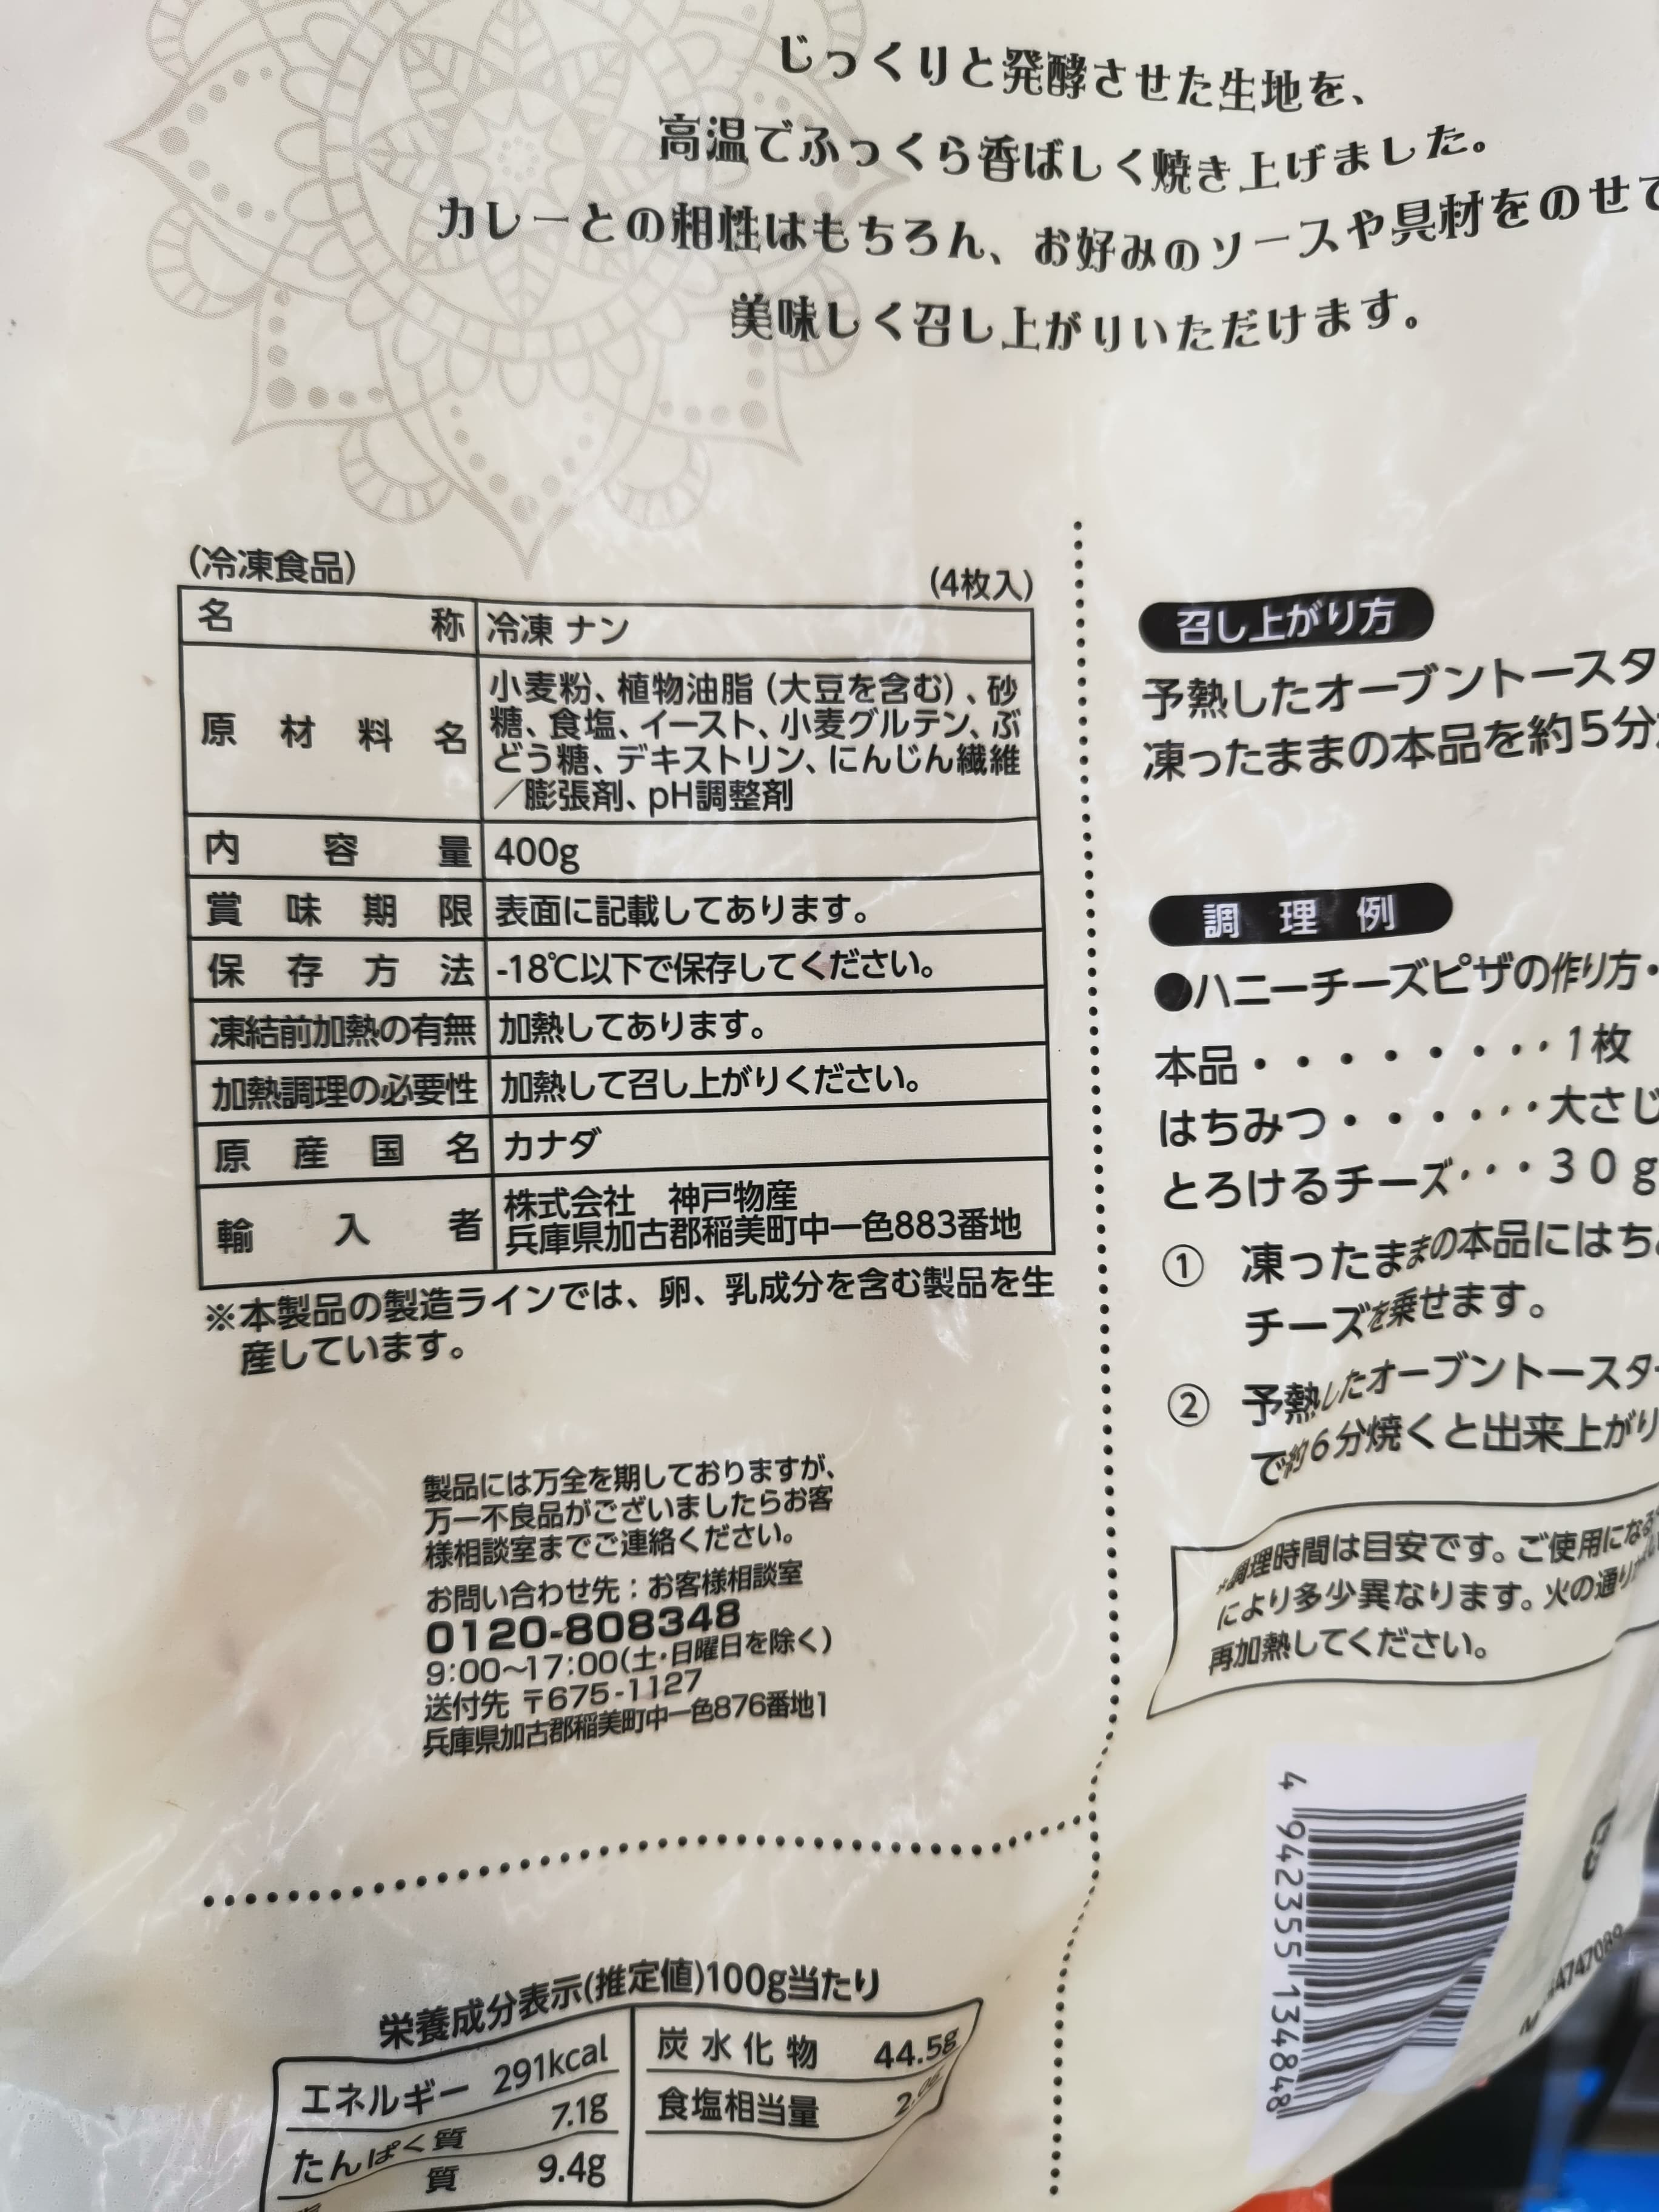 じっくりと発酵させた生地を、
高温でふっくら香ばしく焼き上げました。
カレーとの相性はもちろん、お好みのソースや具材をのせて
美味しく召し上がりいただけます。
(冷凍食品)
(4枚入)
名称 冷凍 ナン
原材料名 小麦粉、植物油脂(大豆を含む)、砂
糖、食塩、イースト、小麦グルテン、ぶ
どう糖、デキストリン、にんじん繊維
/膨張剤、pH調整剤
内容量 400g
賞味期限 表面に記載してあります。
保存方法 -18℃以下で保存してください。
凍結前加熱の有無 加熱してあります。
加熱調理の必要性 加熱して召し上がりください。
原産国名 カナダ
輸入者 株式会社 神戸物産
兵庫県加古郡稲美町中一色883番地
※本製品の製造ラインでは、卵、乳成分を含む製品を生
産しています。
製品には万全を期しておりますが、
万一不良品がございましたらお客
様相談室までご連絡ください。
お問い合わせ先:お客様相談室
0120-808348
9:00~17:00(土・日曜日を除く)
送付先 〒675-1127
兵庫県加古郡稲美町中一色876番地1
栄養成分表示(推定値)100g当たり
エネルギー 291kcal
たんぱく質 7.1g
質 9.4g
炭水化物 44.5g
食塩相当量
召し上がり方
予熱したオーブントースタ
凍ったままの本品を約5分
調理例
●ハニーチーズピザの作り方・
本品・・・・・・・・・1枚
はちみつ・・・・・・・大さじ
とろけるチーズ・・・30g
① 凍ったままの本品にはち
チーズを乗せます。
② 予熱したオーブントースター
で約6分焼くと出来上がり
調理時間は目安です。ご使用になる
により多少異なります。火の通り
再加熱してください。
4 942355 134848